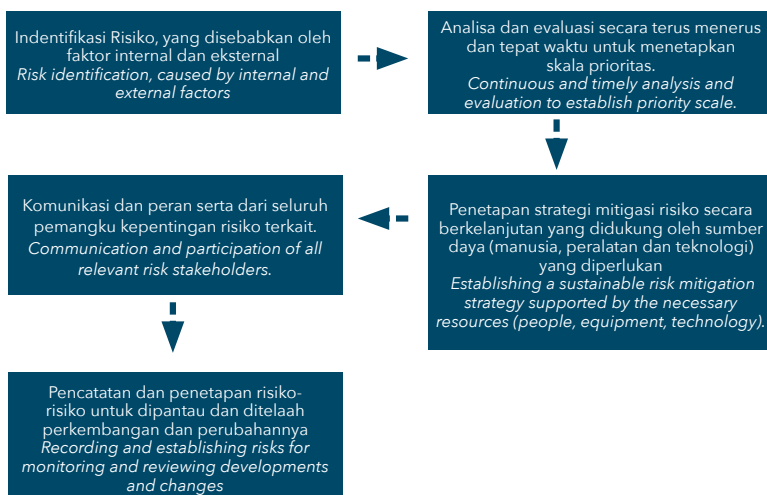 Indentifikasi Risiko, yang disebabkan oleh
faktor internal dan eksternal
Risk identification, caused by internal and
external factors
Analisa dan evaluasi secara terus menerus
dan tepat waktu untuk menetapkan
skala prioritas.
Continuous and timely analysis and
evaluation to establish priority scale.
Penetapan strategi mitigasi risiko secara
berkelanjutan yang didukung oleh sumber
daya (manusia, peralatan dan teknologi)
yang diperlukan
Establishing a sustainable risk mitigation
strategy supported by the necessary
resources (people, equipment, technology).
Komunikasi dan peran serta dari seluruh
pemangku kepentingan risiko terkait.
Communication and participation of all
relevant risk stakeholders.
Pencatatan dan penetapan risiko-
risiko untuk dipantau dan ditelaah
perkembangan dan perubahannya
Recording and establishing risks for
monitoring and reviewing developments
and changes